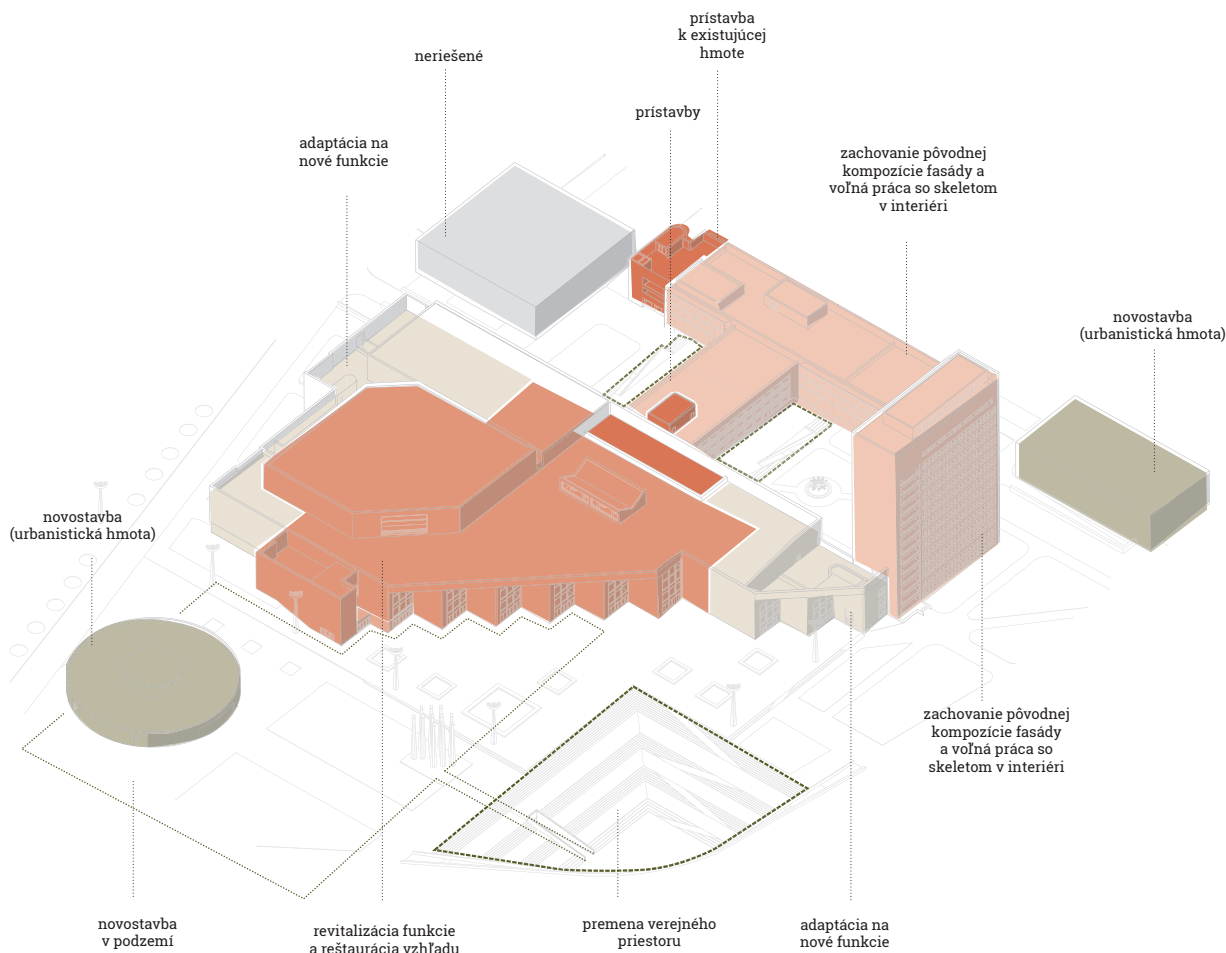 prístavba
k existujúcej
hmote
neriešené
prístavby
adaptácia na
nové funkcie
zachovanie pôvodnej
kompozície fasády a
voľná práca so skeletom
v interiéri
novostavba
(urbanistická hmota)
novostavba
(urbanistická hmota)
zachovanie pôvodnej
kompozície fasády
a voľná práca so
skeletom v interiéri
novostavba
v podzemí
revitalizácia funkcie
a reštaurácia vzhľadu
premena verejného
priestoru
adaptácia na
nové funkcie